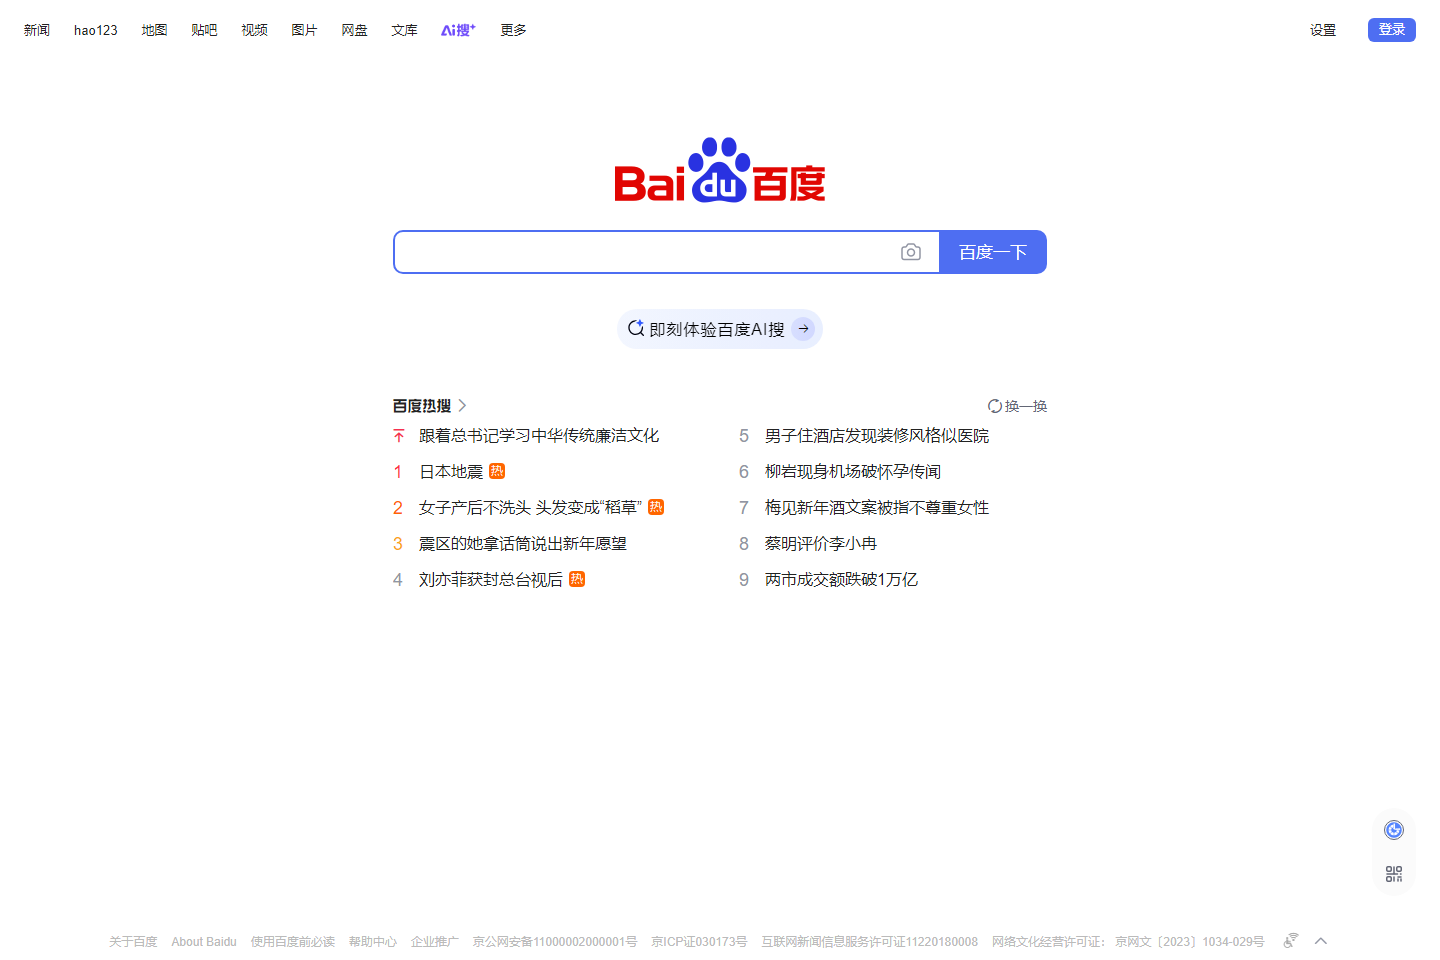 新闻 hao123 地图 贴吧 视频 图片 网盘 文库 Ai搜+ 更多 设置 登录
Bai du 百度
百度一下
即刻体验百度AI搜
百度热搜 换一换
跟着总书记学习中华传统廉洁文化
1 日本地震 热
2 女子产后不洗头 头发变成“稻草” 热
3 震区的她拿话筒说出新年愿望
4 刘亦菲获封总台视后 热
5 男子住酒店发现装修风格似医院
6 柳岩现身机场破怀孕传闻
7 梅见新年酒文案被指不尊重女性
8 蔡明评价李小冉
9 两市成交额跌破1万亿
关于百度 About Baidu 使用百度前必读 帮助中心 企业推广 京公网安备11000002000001号 京ICP证030173号 互联网新闻信息服务许可证11220180008 网络文化经营许可证： 京网文〔2023〕1034-029号